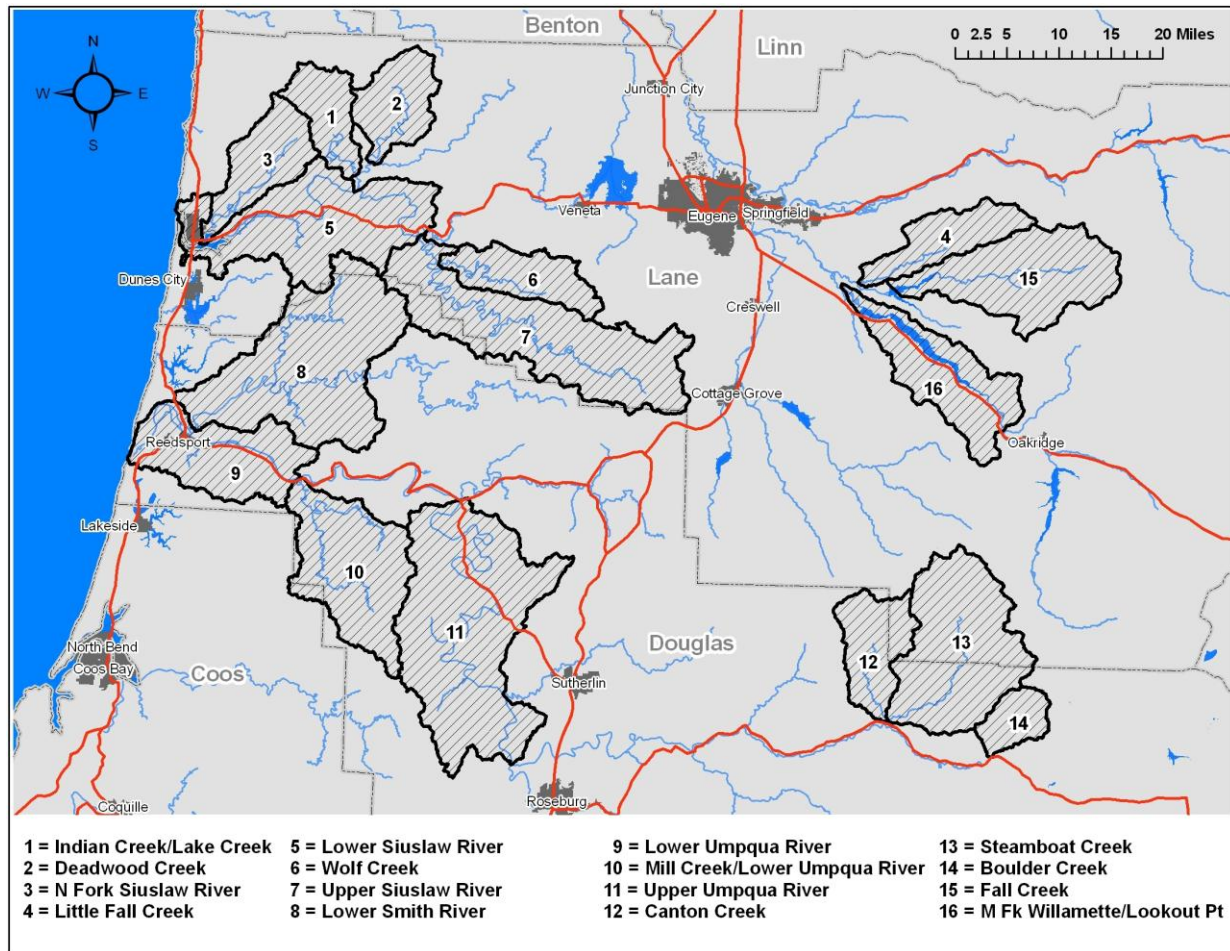 Benton
Linn
0 2.5 5 10 15 20 Miles
N
W E
S
Junction City
1
2
3
Veneta
Eugene
Springfield
5
4
15
Dunes City
6
Lane
Creswell
7
8
16
Cottage Grove
Reedsport
Oakridge
9
Lakeside
10
11
Douglas
13
12
North Bend
Coos Bay
Coos
Sutherlin
14
Roseburg
Coquille
1 = Indian Creek/Lake Creek
2 = Deadwood Creek
3 = N Fork Siuslaw River
4 = Little Fall Creek
5 = Lower Siuslaw River
6 = Wolf Creek
7 = Upper Siuslaw River
8 = Lower Smith River
9 = Lower Umpqua River
10 = Mill Creek/Lower Umpqua River
11 = Upper Umpqua River
12 = Canton Creek
13 = Steamboat Creek
14 = Boulder Creek
15 = Fall Creek
16 = M Fk Willamette/Lookout Pt